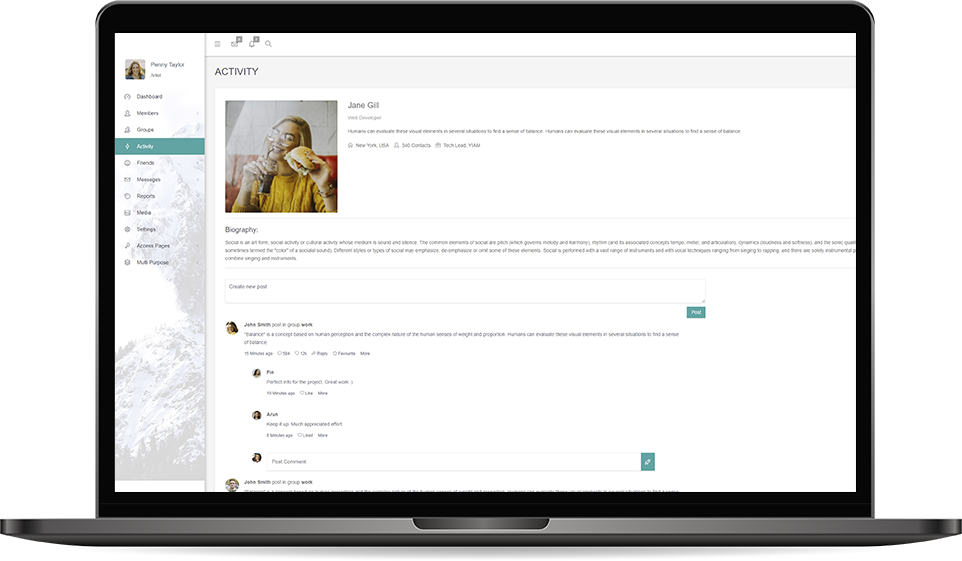 Penny Taylor
Artist
Dashboard
Members
Groups
Activity
Friends
Messages
Reports
Media
Settings
Access Pages
Multi Purpose
ACTIVITY
Jane Gill
Web Developer
Humans can evaluate these visual elements in several situations to find a sense of balance. Humans can evaluate these visual elements in several situations to find a sense of balance
New York, USA 340 Contacts Tech Lead, YIAM
Biography:
Social is an art form, social activity or cultural activity whose medium is sound and silence. The common elements of social are pitch (which governs melody and harmony), rhythm (and its associated concepts tempo, meter, and articulation), dynamics (loudness and softness), and the sonic
sometimes termed the "color" of a social sound). Different styles or types of social may emphasize, de-emphasize or omit some of these elements. Social is performed with a vast range of instruments and with vocal techniques ranging from singing to rapping, and there are solely instrumental
combine singing and instruments.
Create new post
Post
John Smith post in group work
"Balance" is a concept based on human perception and the complex nature of the human senses of weight and proportion. Humans can evaluate these visual elements in several situations to find a sense
of balance.
15 Minutes ago 584 12k Reply Favourite More
Fin
Perfect info for the project. Great work :)
10 Minutes ago Like More
Arun
Keep it up. Much appreciated effort.
8 Minutes ago Liked More
Post Comment
John Smith post in group work